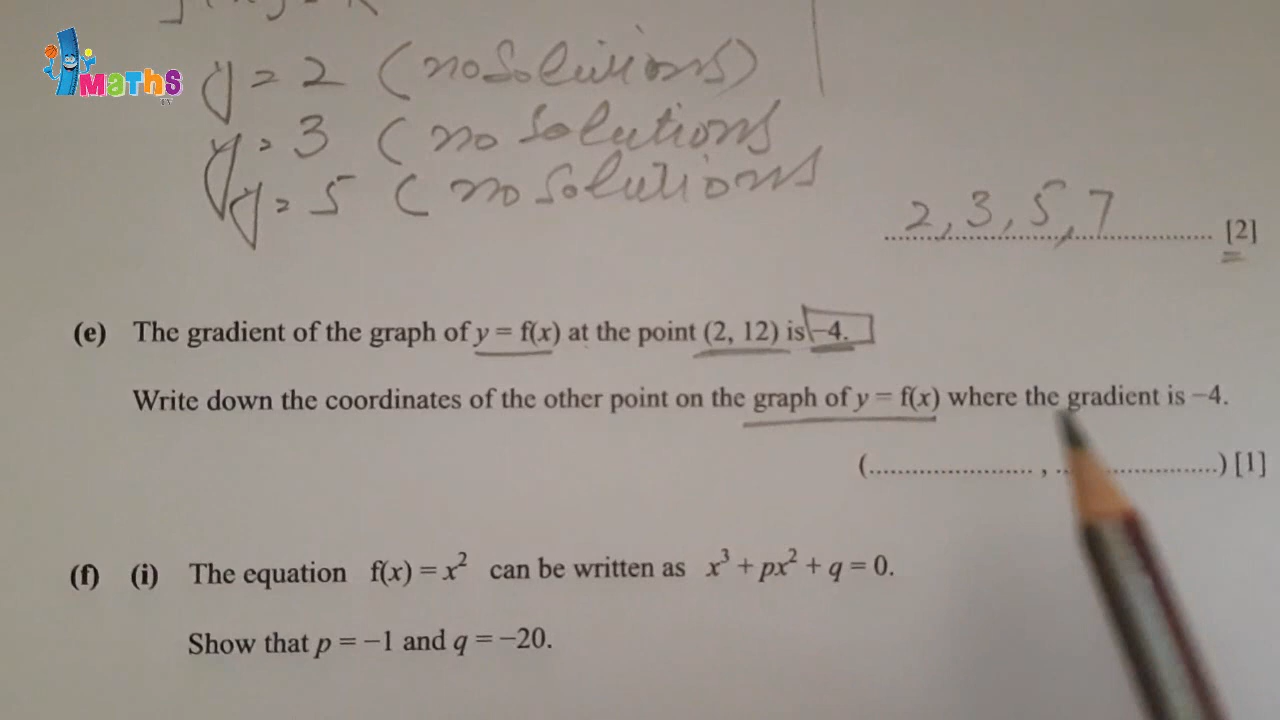 y = 2 (no solutions)
y = 3 (no solutions
y = 5 (no solutions
2, 3, 5, 7 [2]
(e) The gradient of the graph of y = f(x) at the point (2, 12) is −4.
Write down the coordinates of the other point on the graph of y = f(x) where the gradient is −4.
(...................... , ......................) [1]
(f) (i) The equation f(x) = x² can be written as x³ + px² + q = 0.
Show that p = −1 and q = −20.
Maths
TV